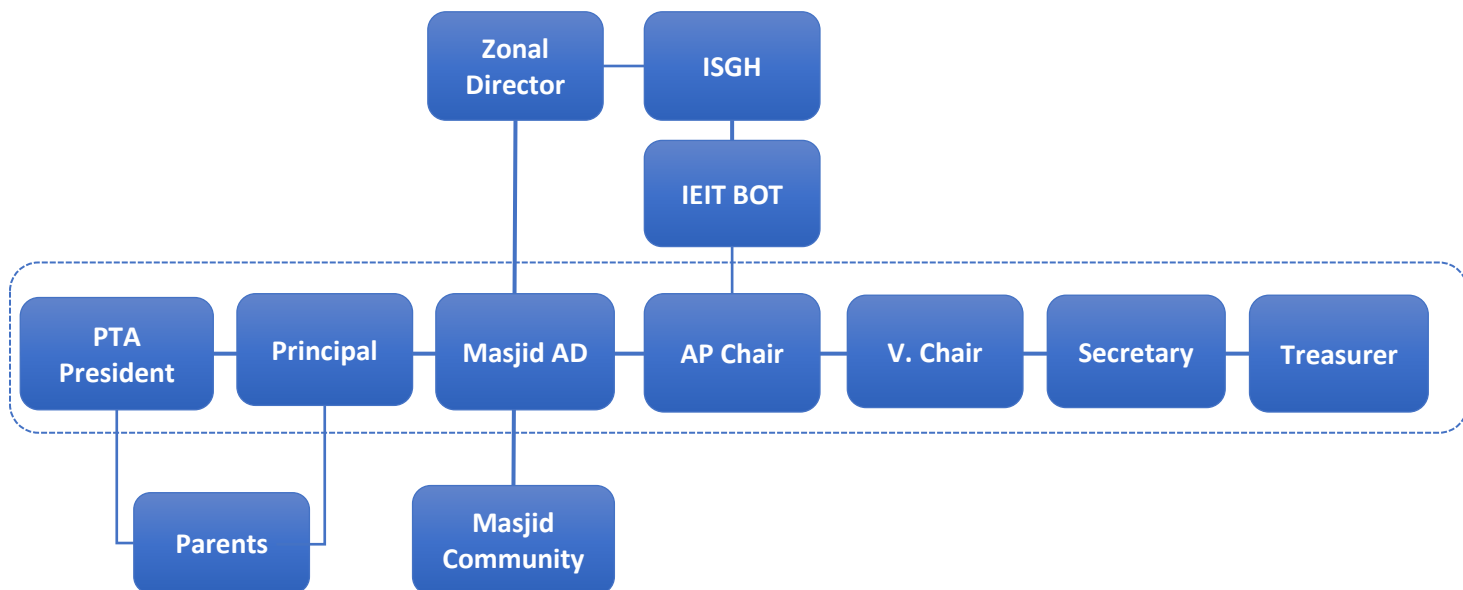 Zonal
Director
ISGH
IEIT BOT
PTA
President
Principal
Masjid AD
AP Chair
V. Chair
Secretary
Treasurer
Parents
Masjid
Community